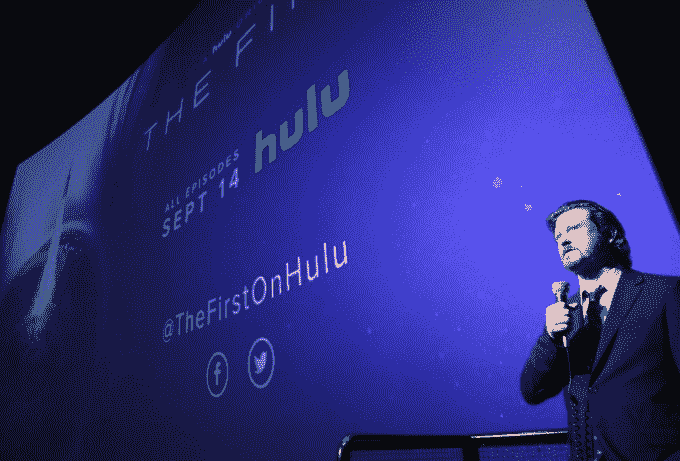 hulu
THE FI
hulu
ALL EPISODES
SEPT 14
@TheFirstOnHulu
f